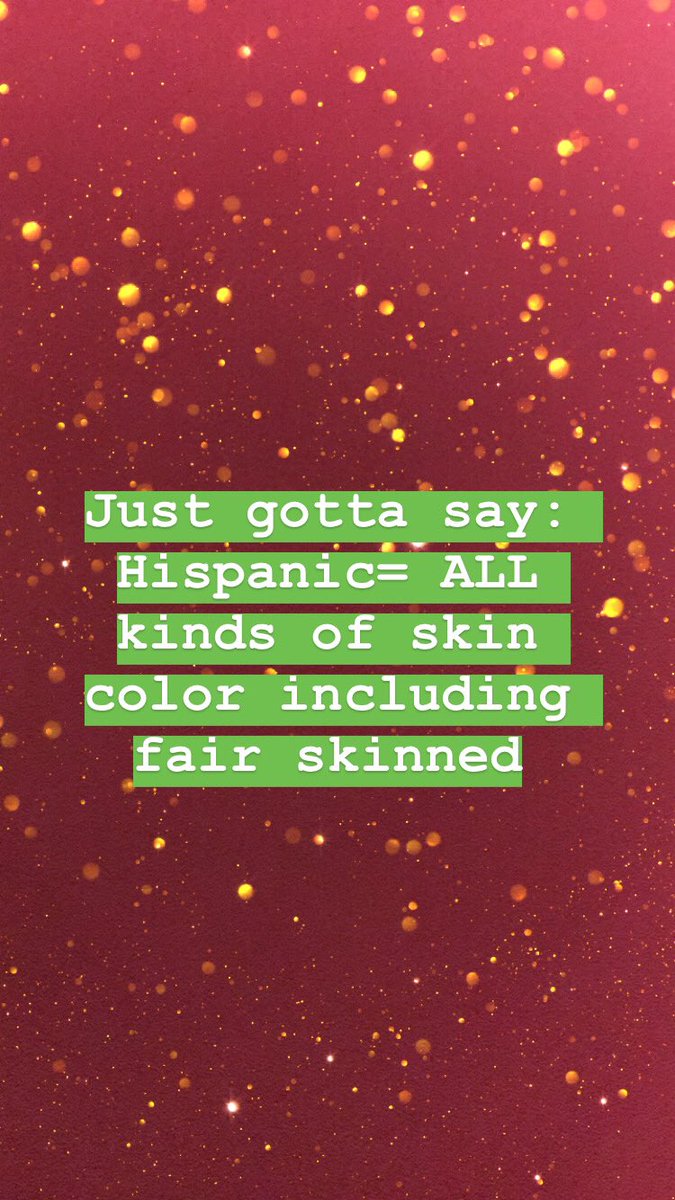 Just gotta say:
Hispanic= ALL
kinds of skin
color including
fair skinned